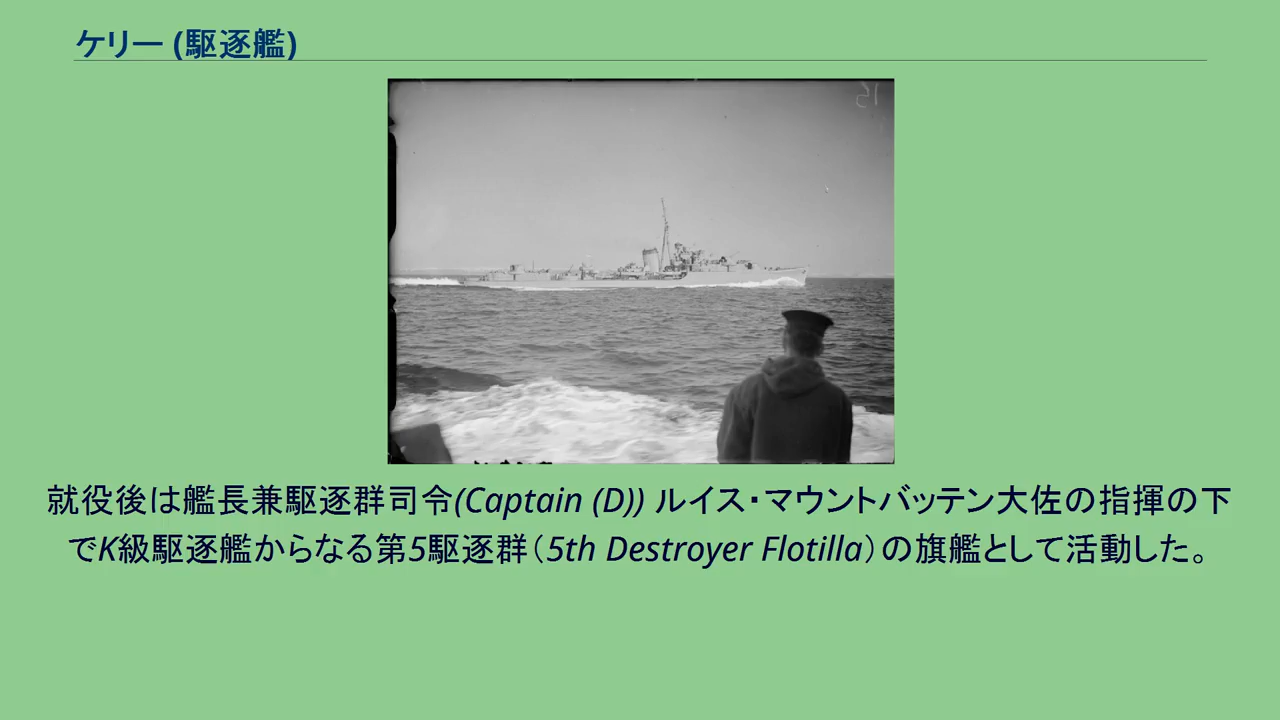 ケリー (駆逐艦)
15
就役後は艦長兼駆逐群司令(Captain (D)) ルイス・マウントバッテン大佐の指揮の下
でK級駆逐艦からなる第5駆逐群（5th Destroyer Flotilla）の旗艦として活動した。